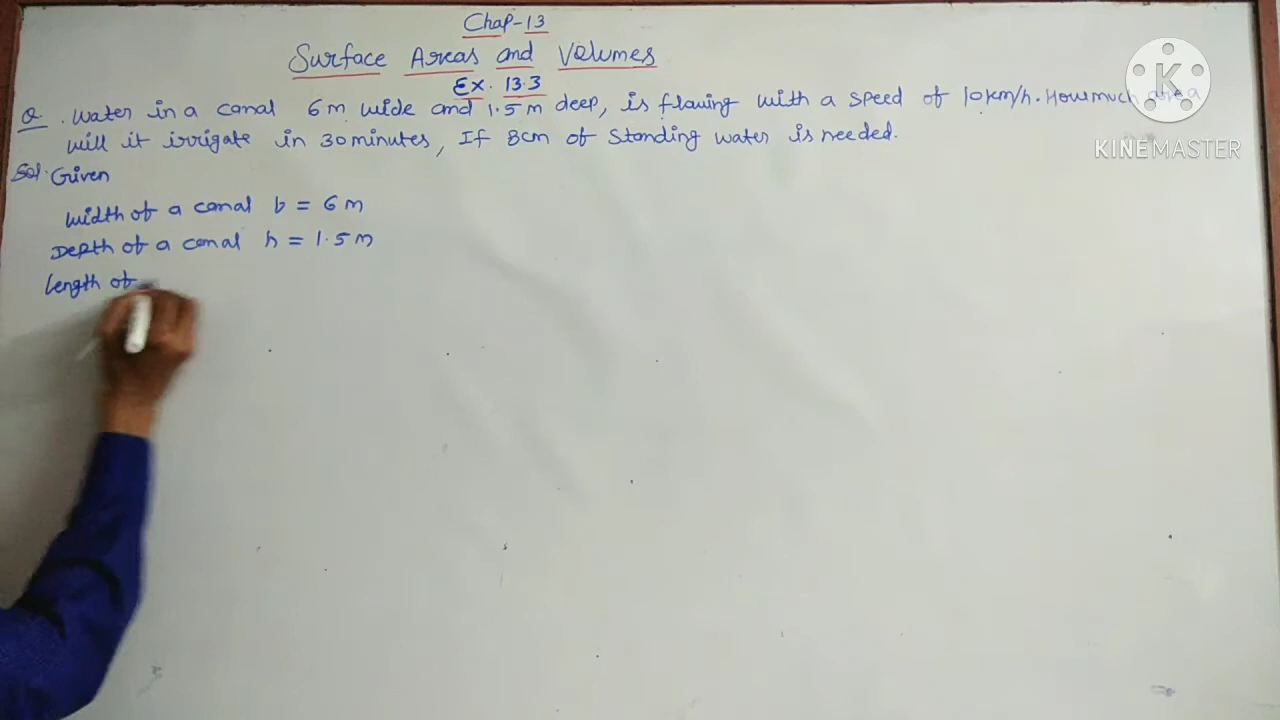 Chap-13
Surface Areas and Volumes
Ex. 13.3
Q. Water in a canal 6m wide and 1.5m deep, is flowing with a speed of 10km/h. How much area
will it irrigate in 30 minutes, If 8cm of standing water is needed.
Sol. Given
Width of a canal b = 6 m
Depth of a canal h = 1.5 m
Length of
KINEMASTER